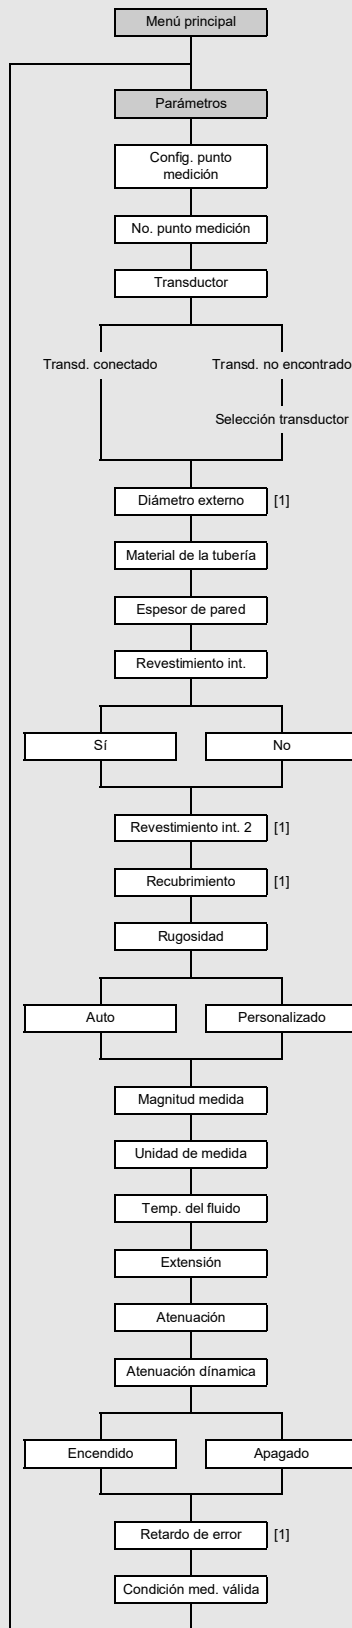 Menú principal
Parámetros
Config. punto
medición
No. punto medición
Transductor
Transd. conectado
Transd. no encontrado
Selección transductor
Diámetro externo [1]
Material de la tubería
Espesor de pared
Revestimiento int.
Sí
No
Revestimiento int. 2 [1]
Recubrimiento [1]
Rugosidad
Auto
Personalizado
Magnitud medida
Unidad de medida
Temp. del fluido
Extensión
Atenuación
Atenuación dínamica
Encendido
Apagado
Retardo de error [1]
Condición med. válida